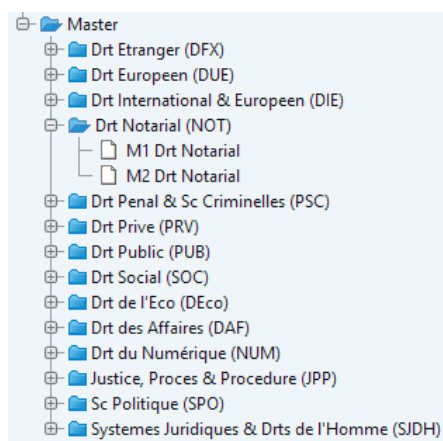 Master
Drt Etranger (DFX)
Drt Europeen (DUE)
Drt International & Europeen (DIE)
Drt Notarial (NOT)
M1 Drt Notarial
M2 Drt Notarial
Drt Penal & Sc Criminelles (PSC)
Drt Prive (PRV)
Drt Public (PUB)
Drt Social (SOC)
Drt de l'Eco (DEco)
Drt des Affaires (DAF)
Drt du Numérique (NUM)
Justice, Proces & Procedure (JPP)
Sc Politique (SPO)
Systemes Juridiques & Drts de l'Homme (SJDH)